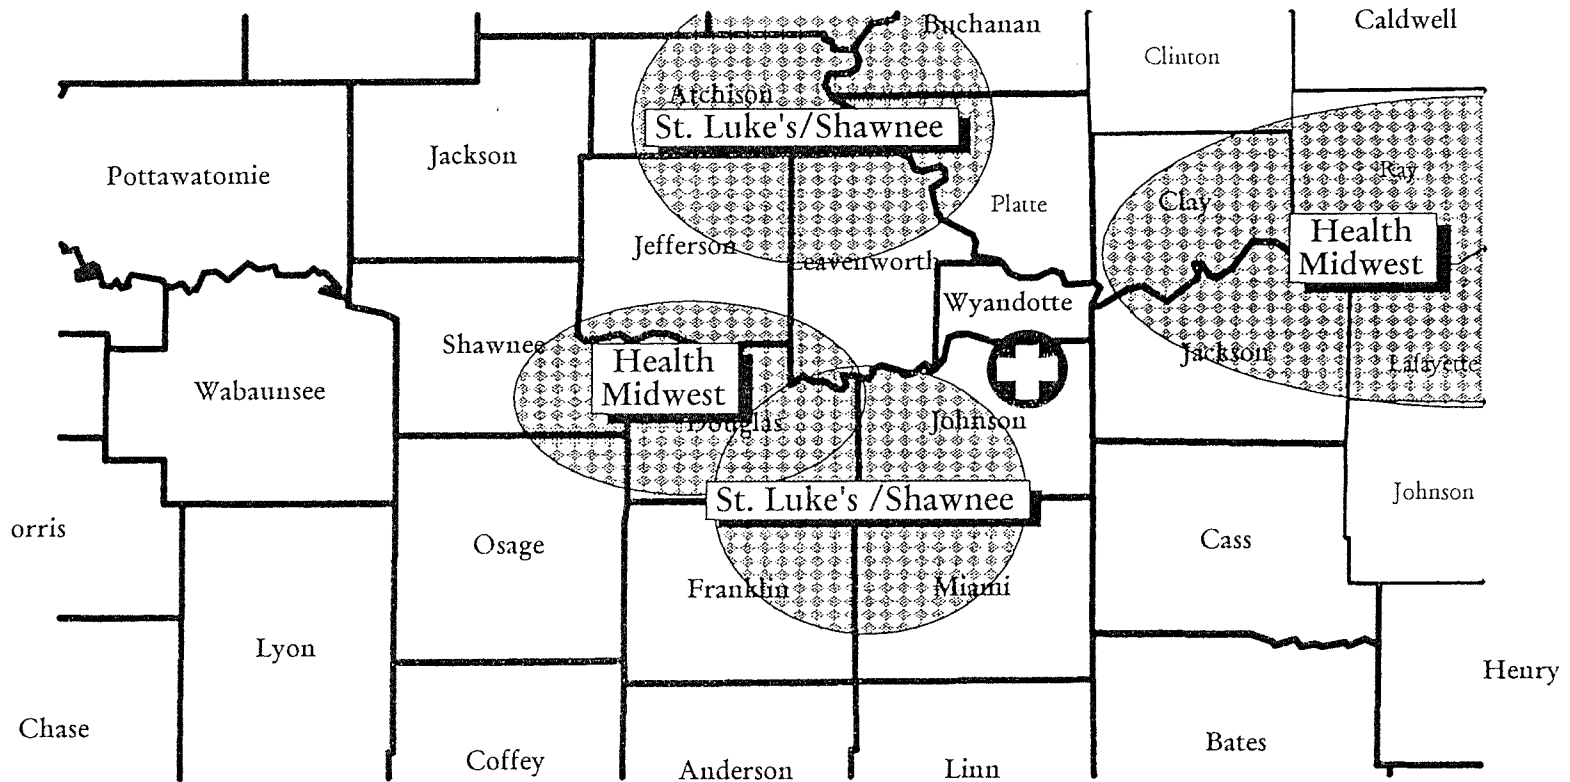 Buchanan
Caldwell
Clinton
Atchison
St. Luke's/Shawnee
Jackson
Pottawatomie
Ray
Clay
Platte
Health
Midwest
Jefferson
eavenworth
Wyandotte
Shawnee
Health
Midwest
Jackson
Lafayette
Wabaunsee
Douglas
Johnson
St. Luke's /Shawnee
Johnson
orris
Osage
Cass
Franklin
Miami
Lyon
Henry
Chase
Coffey
Anderson
Linn
Bates